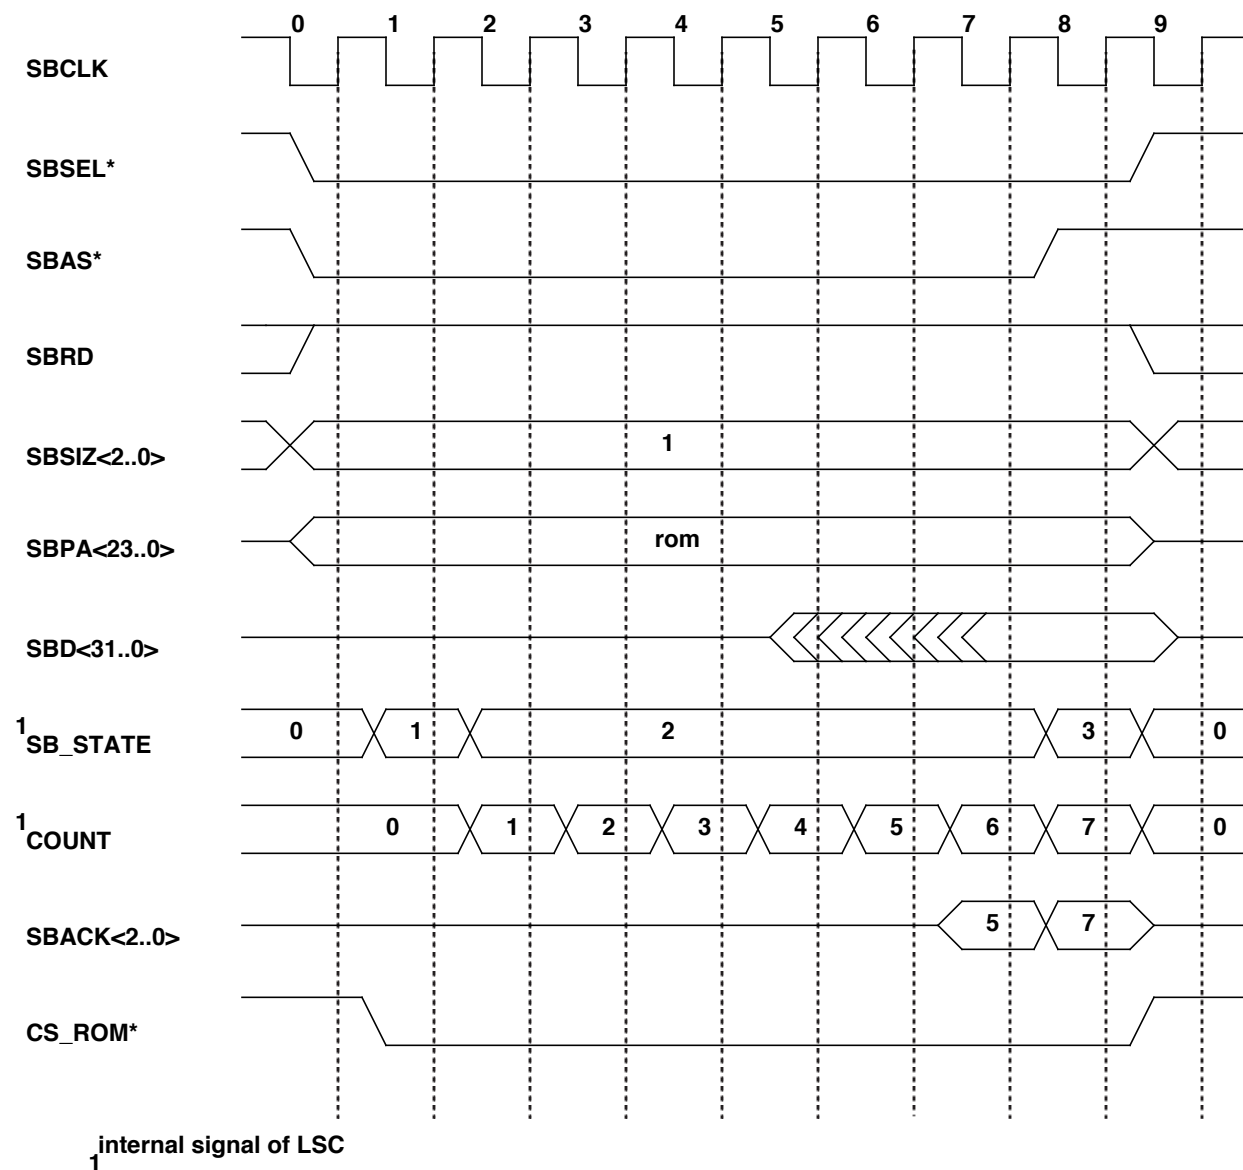 0 1 2 3 4 5 6 7 8 9
SBCLK
SBSEL*
SBAS*
SBRD
SBSIZ<2..0> 1
SBPA<23..0> rom
SBD<31..0>
1SB_STATE 0 1 2 3 0
1COUNT 0 1 2 3 4 5 6 7 0
SBACK<2..0> 5 7
CS_ROM*
1internal signal of LSC